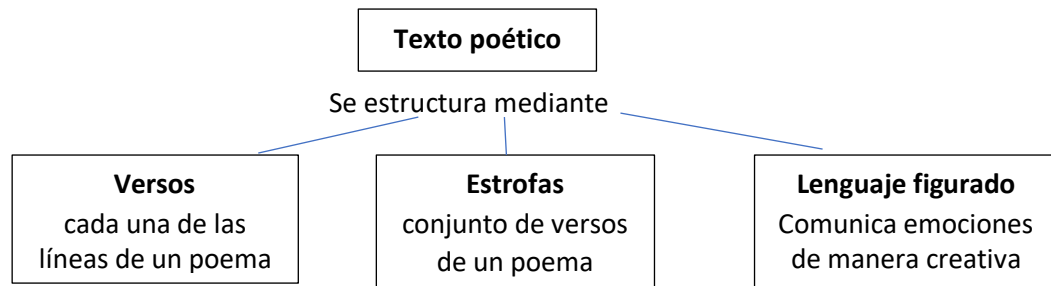 Texto poético
Se estructura mediante
Versos
cada una de las
líneas de un poema
Estrofas
conjunto de versos
de un poema
Lenguaje figurado
Comunica emociones
de manera creativa